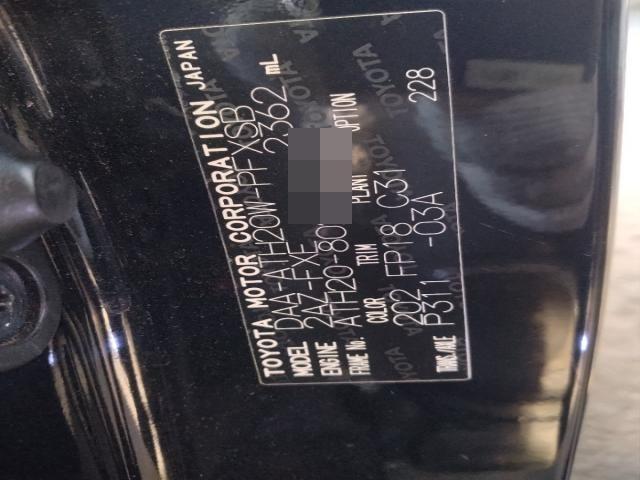 TOYOTA MOTOR CORPORATION JAPAN
MODEL DAA-ATH20W-PFXSB
ENGINE 2AZ-FXE 2362 mL
FRAME No. ATH20-80
COLOR TRIM PLANT OPTION
202 FP18 C31 228
TRANS./AXLE P311 -03A